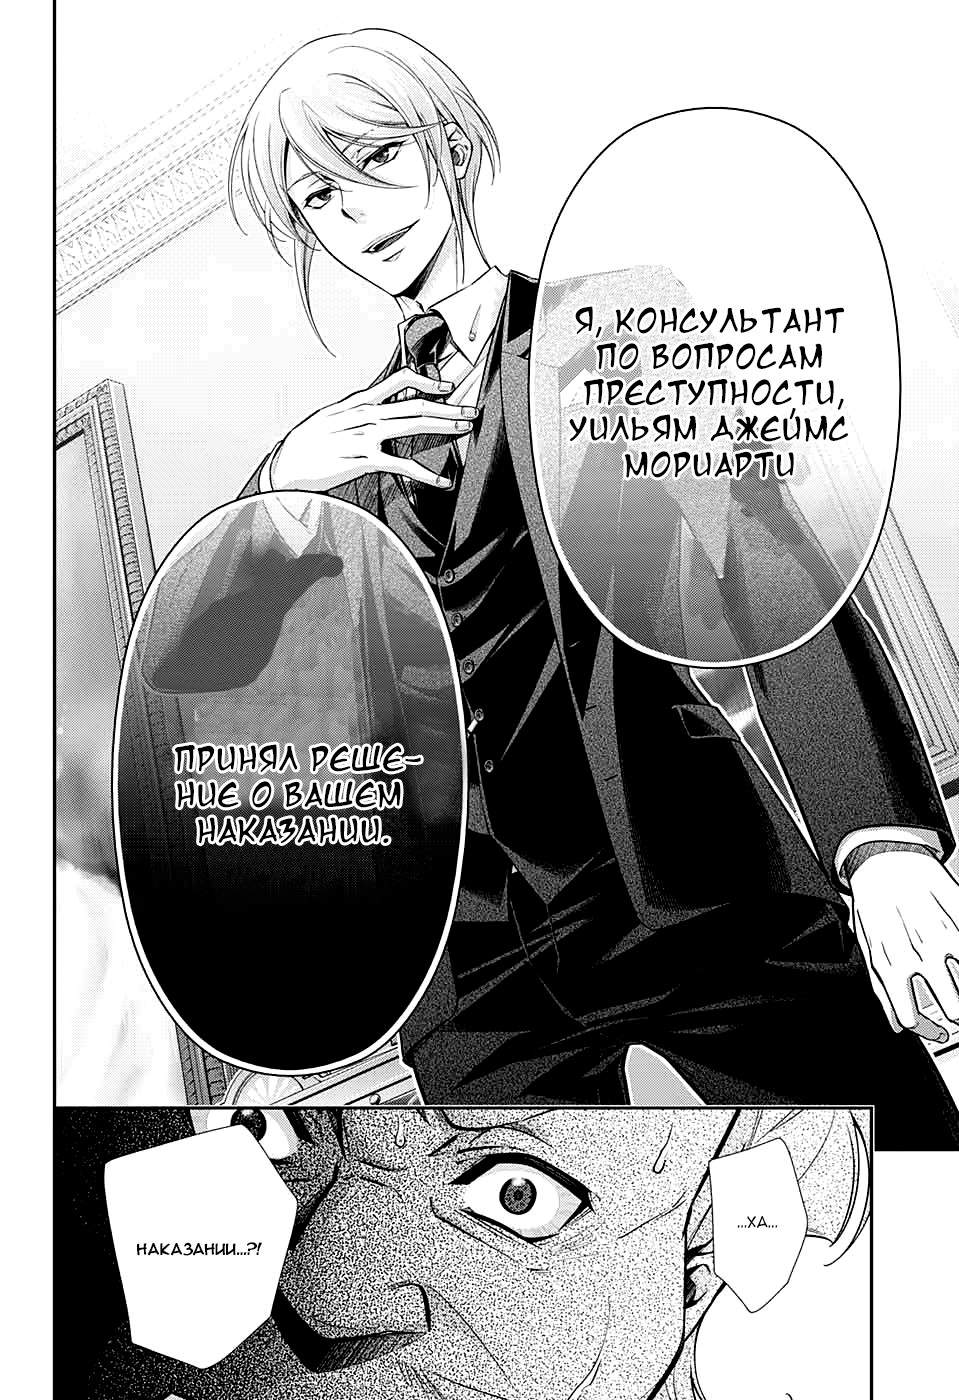 Я, КОНСУЛЬТАНТ
ПО ВОПРОСАМ
ПРЕСТУПНОСТИ,
УИЛЬЯМ ДЖЕЙМС
МОРИАРТИ
ПРИНЯЛ РЕШЕ-
НИЕ О ВАШЕМ
НАКАЗАНИИ.
...ХА...
НАКАЗАНИИ...?!